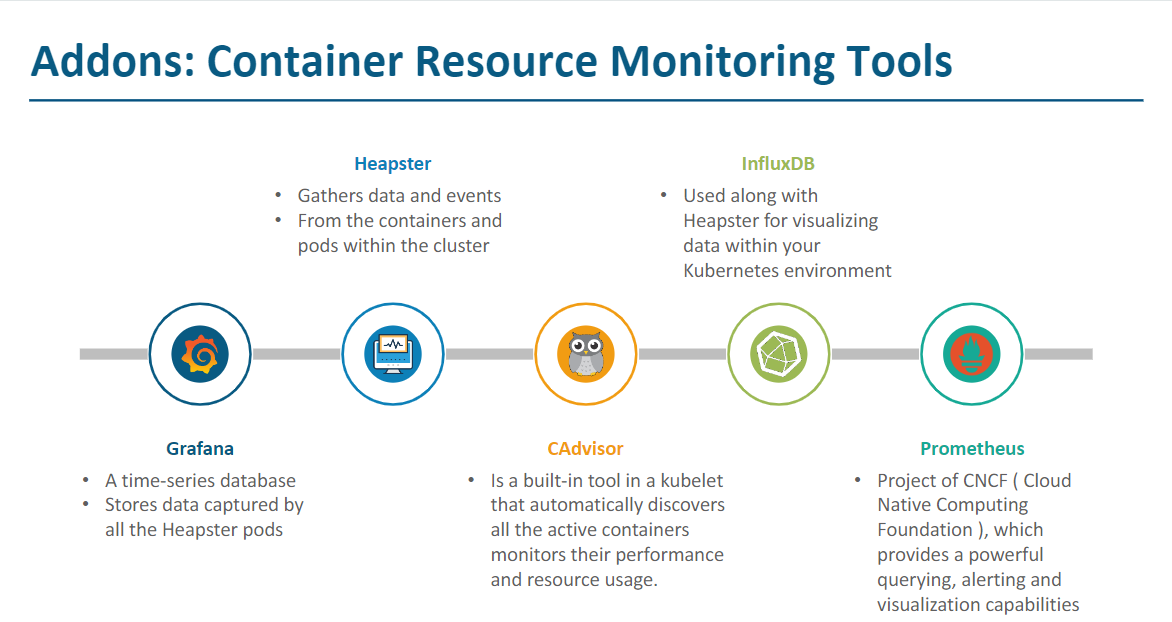 Addons: Container Resource Monitoring Tools
Heapster
• Gathers data and events
• From the containers and
pods within the cluster
InfluxDB
• Used along with
Heapster for visualizing
data within your
Kubernetes environment
Grafana
• A time-series database
• Stores data captured by
all the Heapster pods
CAdvisor
• Is a built-in tool in a kubelet
that automatically discovers
all the active containers
monitors their performance
and resource usage.
Prometheus
• Project of CNCF ( Cloud
Native Computing
Foundation ), which
provides a powerful
querying, alerting and
visualization capabilities